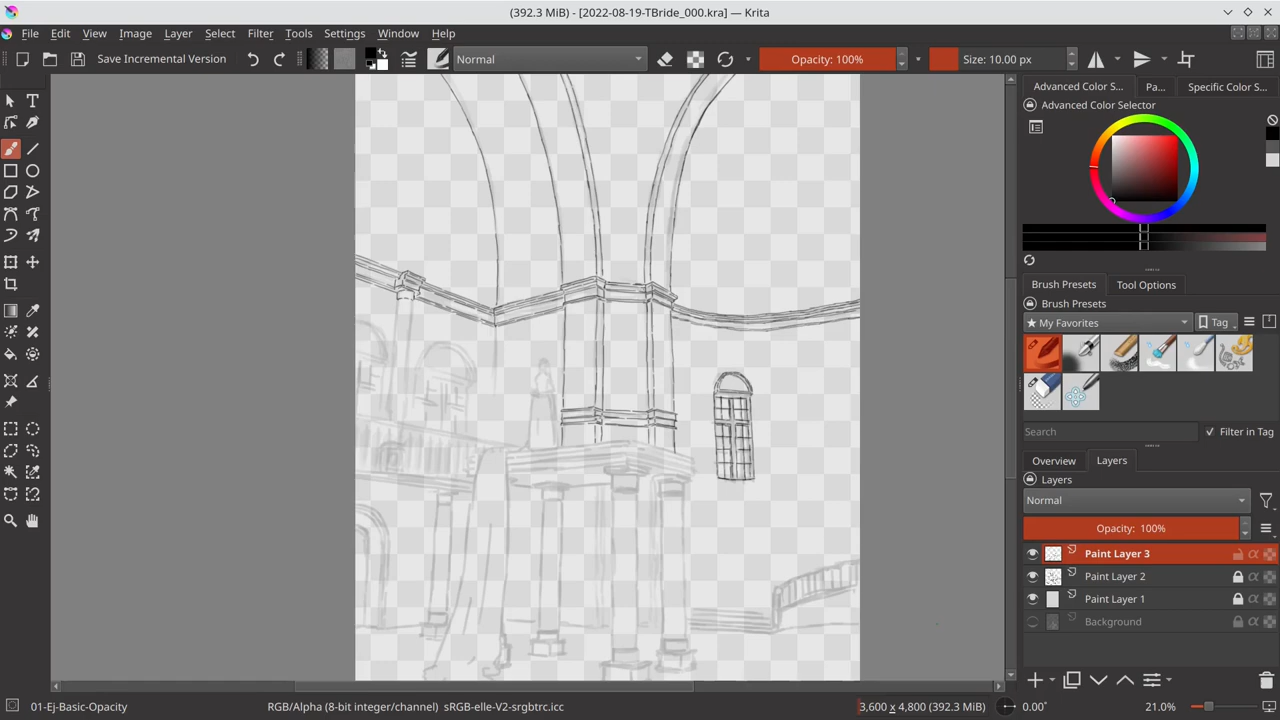 (392.3 MiB) - [2022-08-19-TBride_000.kra] — Krita
File Edit View Image Layer Select Filter Tools Settings Window Help
Save Incremental Version Normal Opacity: 100% Size: 10.00 px
Advanced Color S... Pa... Specific Color S...
Advanced Color Selector
Brush Presets Tool Options
Brush Presets
★ My Favorites Tag
Search Filter in Tag
Overview Layers
Layers
Normal
Opacity: 100%
Paint Layer 3
Paint Layer 2
Paint Layer 1
Background
01-Ej-Basic-Opacity RGB/Alpha (8-bit integer/channel) sRGB-elle-V2-srgbtrc.icc 3,600 x 4,800 (392.3 MiB) 0.00° 21.0%